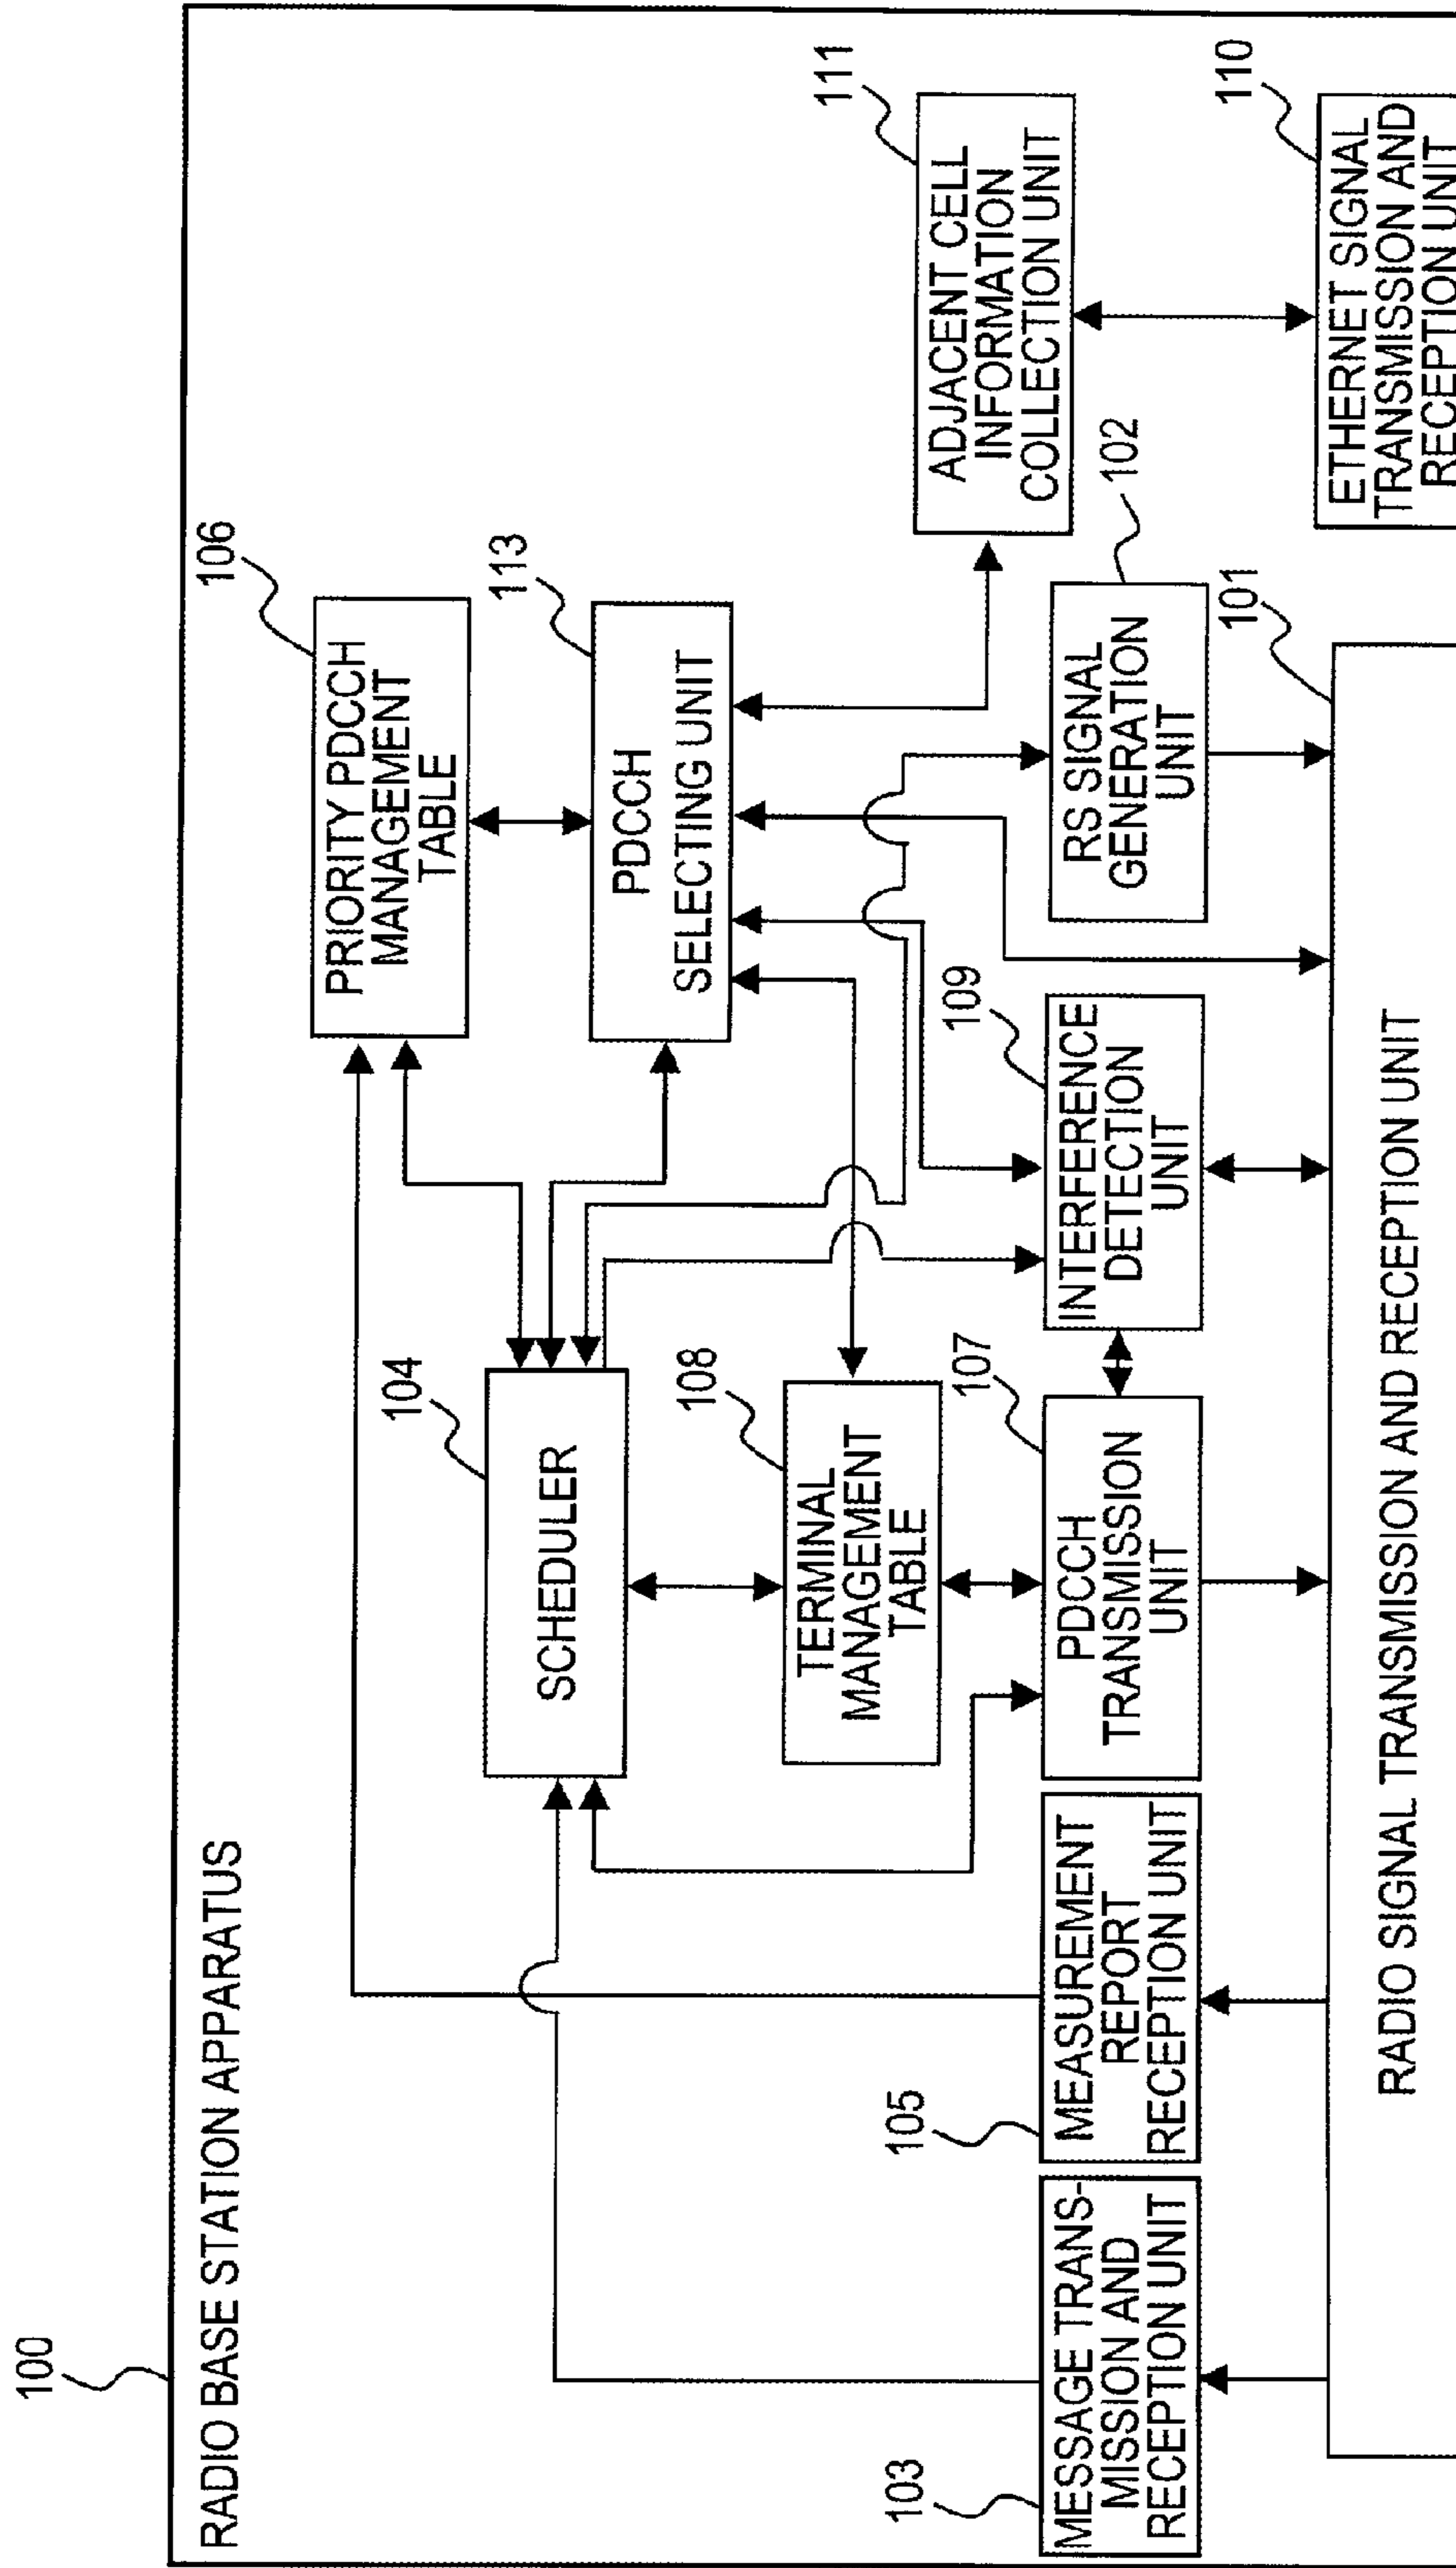 100
RADIO BASE STATION APPARATUS
106
PRIORITY PDCCH
MANAGEMENT
TABLE
104
SCHEDULER
113
PDCCH
SELECTING UNIT
108
TERMINAL
MANAGEMENT
TABLE
111
ADJACENT CELL
INFORMATION
COLLECTION UNIT
103
MESSAGE TRANS-
MISSION AND
RECEPTION UNIT
105
MEASUREMENT
REPORT
RECEPTION UNIT
107
PDCCH
TRANSMISSION
UNIT
109
INTERFERENCE
DETECTION
UNIT
102
RS SIGNAL
GENERATION
UNIT
101
RADIO SIGNAL TRANSMISSION AND RECEPTION UNIT
110
ETHERNET SIGNAL
TRANSMISSION AND
RECEPTION UNIT